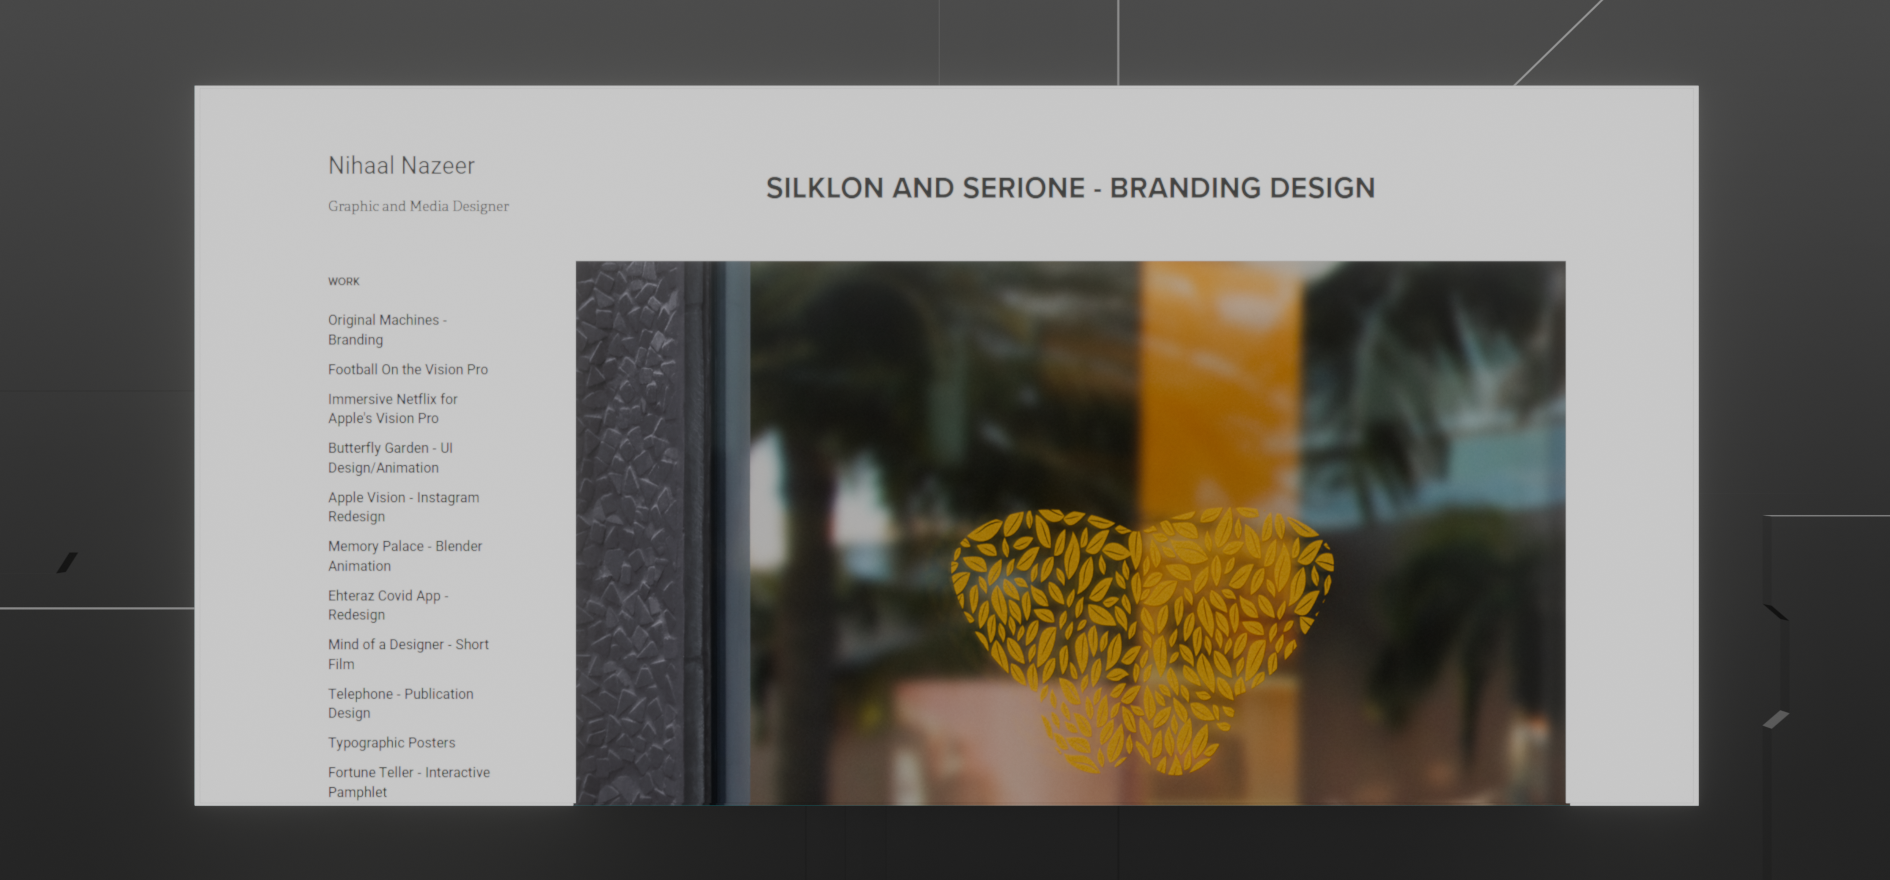 Nihaal Nazeer
Graphic and Media Designer
SILKLON AND SERIONE - BRANDING DESIGN
WORK
Original Machines -
Branding
Football On the Vision Pro
Immersive Netflix for
Apple's Vision Pro
Butterfly Garden - UI
Design/Animation
Apple Vision - Instagram
Redesign
Memory Palace - Blender
Animation
Ehteraz Covid App -
Redesign
Mind of a Designer - Short
Film
Telephone - Publication
Design
Typographic Posters
Fortune Teller - Interactive
Pamphlet